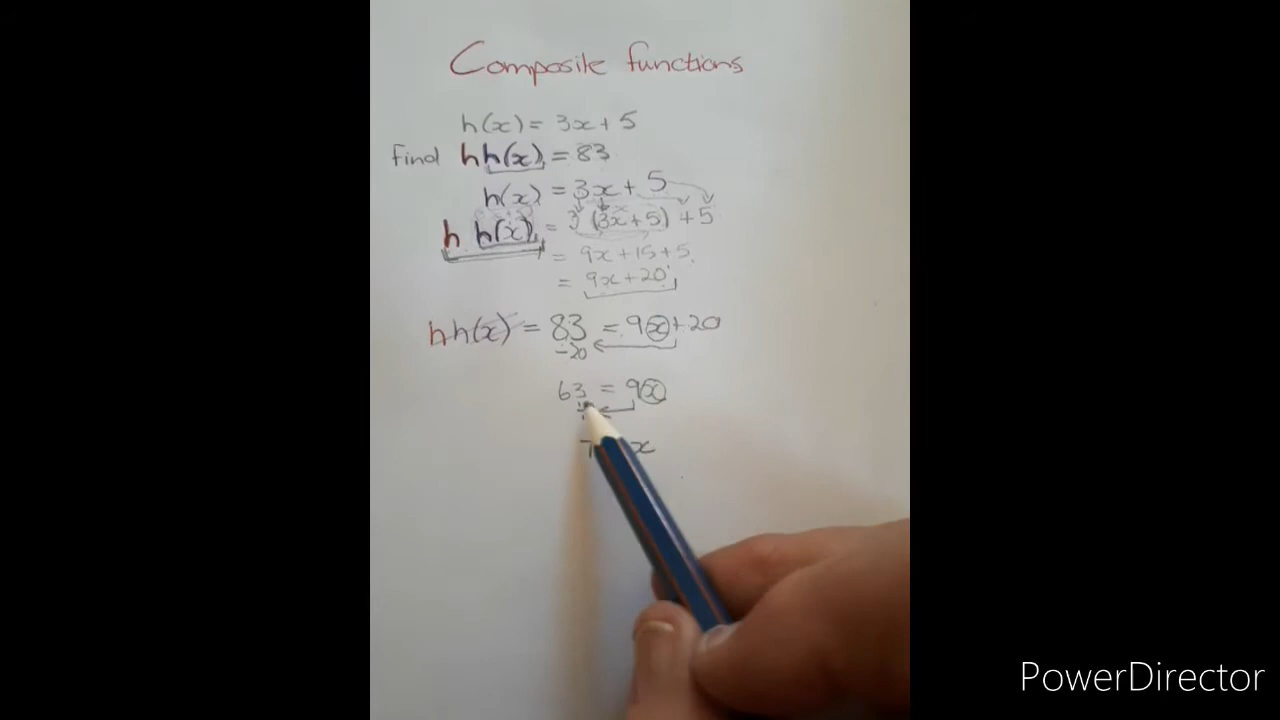 Composite functions
h(x) = 3x + 5
Find hh(x) = 83
h(x) = 3x + 5
h h(x) = 3 (3x+5) + 5
= 9x+15+5
= 9x+20
hh(x) = 83 = 9x+20
-20
63 = 9x
7 x
PowerDirector